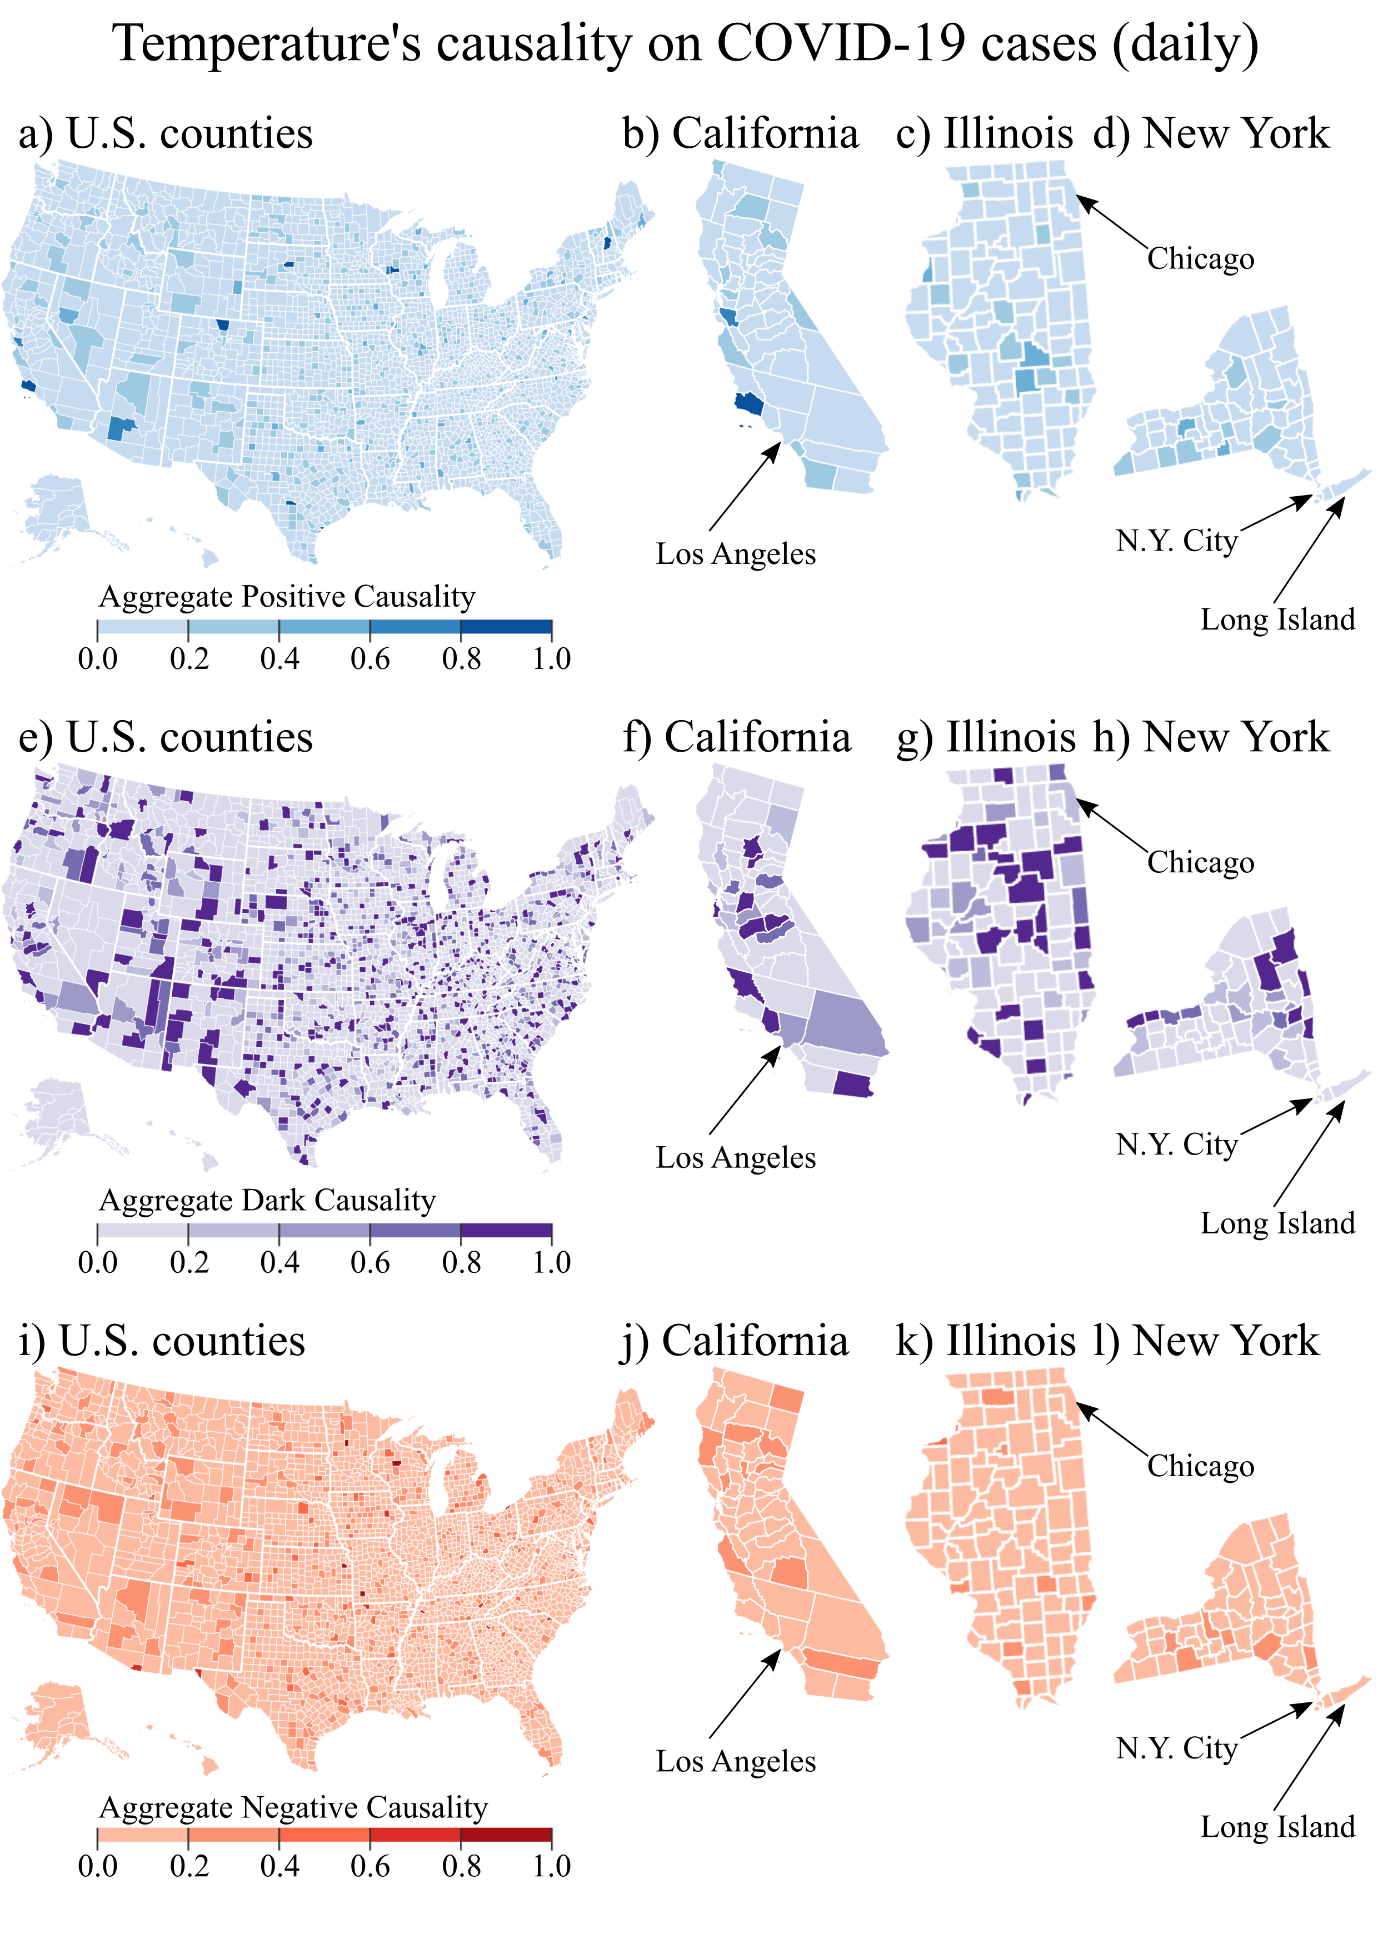 Temperature's causality on COVID-19 cases (daily)
a) U.S. counties
b) California
c) Illinois
d) New York
Chicago
N.Y. City
Los Angeles
Long Island
Aggregate Positive Causality
0.0 0.2 0.4 0.6 0.8 1.0
e) U.S. counties
f) California
g) Illinois
h) New York
Chicago
N.Y. City
Los Angeles
Long Island
Aggregate Dark Causality
0.0 0.2 0.4 0.6 0.8 1.0
i) U.S. counties
j) California
k) Illinois
l) New York
Chicago
N.Y. City
Los Angeles
Long Island
Aggregate Negative Causality
0.0 0.2 0.4 0.6 0.8 1.0